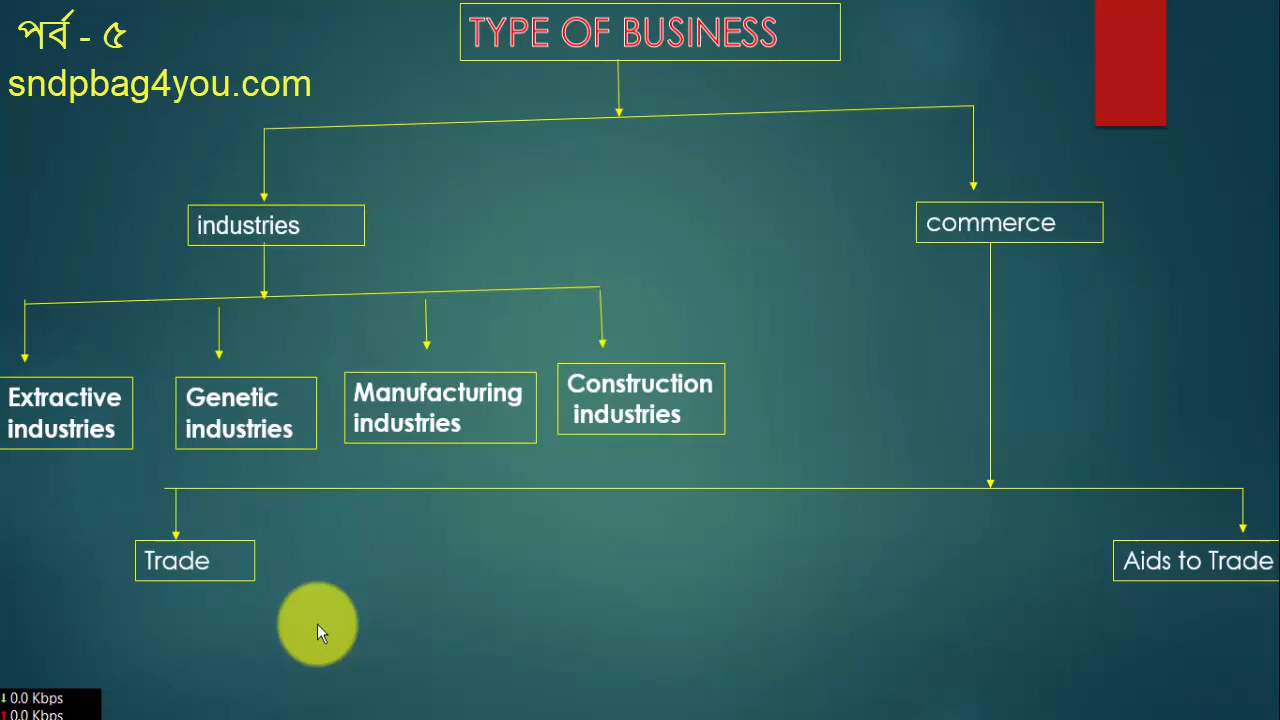 পর্ব - ৫
sndpbag4you.com
TYPE OF BUSINESS
industries
commerce
Extractive
industries
Genetic
industries
Manufacturing
industries
Construction
industries
Trade
Aids to Trade
↓ 0.0 Kbps
↑ 0.0 Kbps